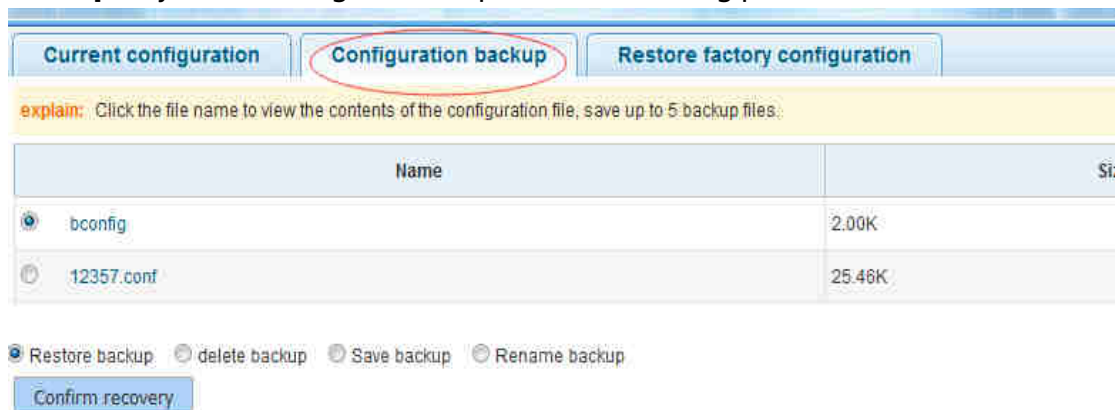 Current configuration Configuration backup Restore factory configuration
explain: Click the file name to view the contents of the configuration file, save up to 5 backup files.
Name
bconfig 2.00K
12357.conf 25.46K
Restore backup delete backup Save backup Rename backup
Confirm recovery